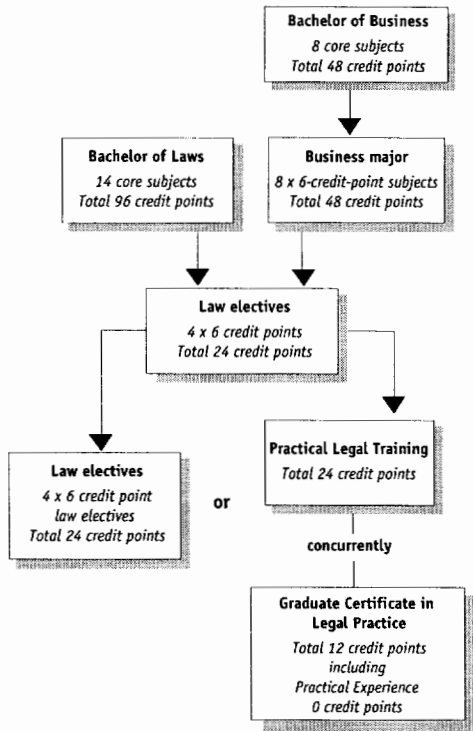 Bachelor of Business
8 core subjects
Total 48 credit points
Bachelor of Laws
14 core subjects
Total 96 credit points
Business major
8 x 6-credit-point subjects
Total 48 credit points
Law electives
4 x 6 credit points
Total 24 credit points
Law electives
4 x 6 credit point
law electives
Total 24 credit points
or
Practical Legal Training
Total 24 credit points
concurrently
Graduate Certificate in
Legal Practice
Total 12 credit points
including
Practical Experience
0 credit points